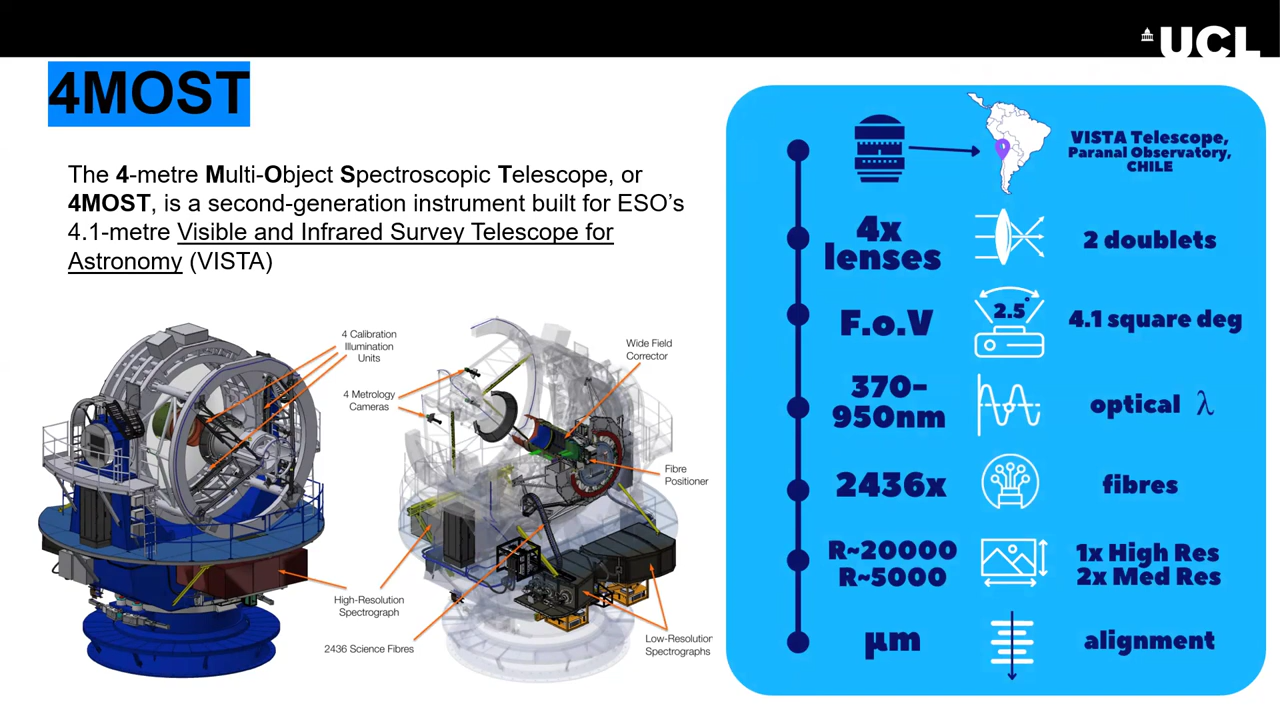 UCL
4MOST
The 4-metre Multi-Object Spectroscopic Telescope, or
4MOST, is a second-generation instrument built for ESO’s
4.1-metre Visible and Infrared Survey Telescope for
Astronomy (VISTA)
4 Calibration
Illumination
Units
4 Metrology
Cameras
Wide Field
Corrector
Fibre
Positioner
High-Resolution
Spectrograph
2436 Science Fibres
Low-Resolution
Spectrographs
VISTA Telescope,
Paranal Observatory,
CHILE
4x
lenses
2 doublets
F.o.V
2.5°
4.1 square deg
370-
950nm
optical λ
2436x
fibres
R~20000
R~5000
1x High Res
2x Med Res
μm
alignment